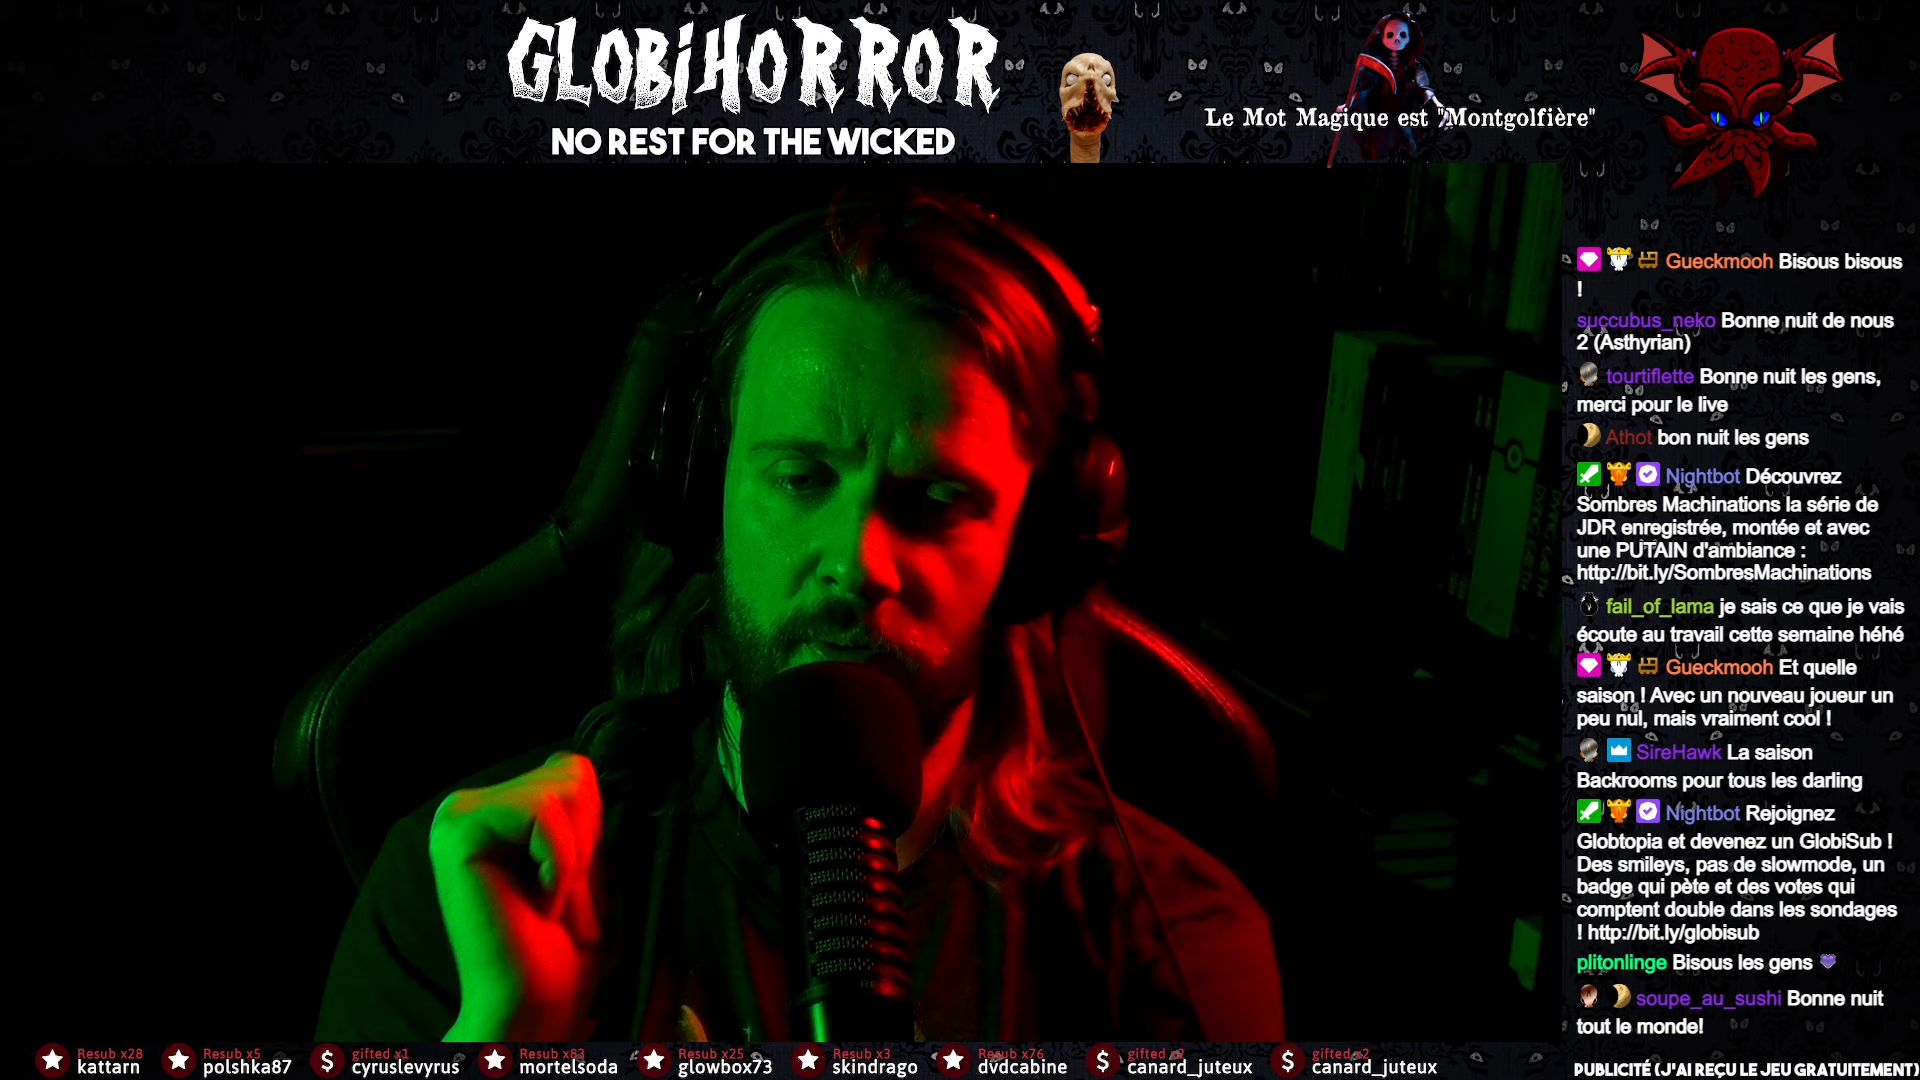 GLOBiHORROR
NO REST FOR THE WICKED
Le Mot Magique est "Montgolfière"
Gueckmooh Bisous bisous
!
succubus_neko Bonne nuit de nous
2 (Asthyrian)
tourtiflette Bonne nuit les gens,
merci pour le live
Athot bon nuit les gens
Nightbot Découvrez
Sombres Machinations la série de
JDR enregistrée, montée et avec
une PUTAIN d'ambiance :
http://bit.ly/SombresMachinations
fail_of_lama je sais ce que je vais
écoute au travail cette semaine héhé
Gueckmooh Et quelle
saison ! Avec un nouveau joueur un
peu nul, mais vraiment cool !
SireHawk La saison
Backrooms pour tous les darling
Nightbot Rejoignez
Globtopia et devenez un GlobiSub !
Des smileys, pas de slowmode, un
badge qui pète et des votes qui
comptent double dans les sondages
! http://bit.ly/globisub
plitonlinge Bisous les gens
soupe_au_sushi Bonne nuit
tout le monde!
Resub x28
kattarn
Resub x5
polshka87
gifted x1
cyruslevyrus
Resub x83
mortelsoda
Resub x25
glowbox73
Resub x3
skindrago
Resub x76
dvdcabine
gifted x2
canard_juteux
gifted x2
canard_juteux
PUBLICITÉ (J'AI REÇU LE JEU GRATUITEMENT)